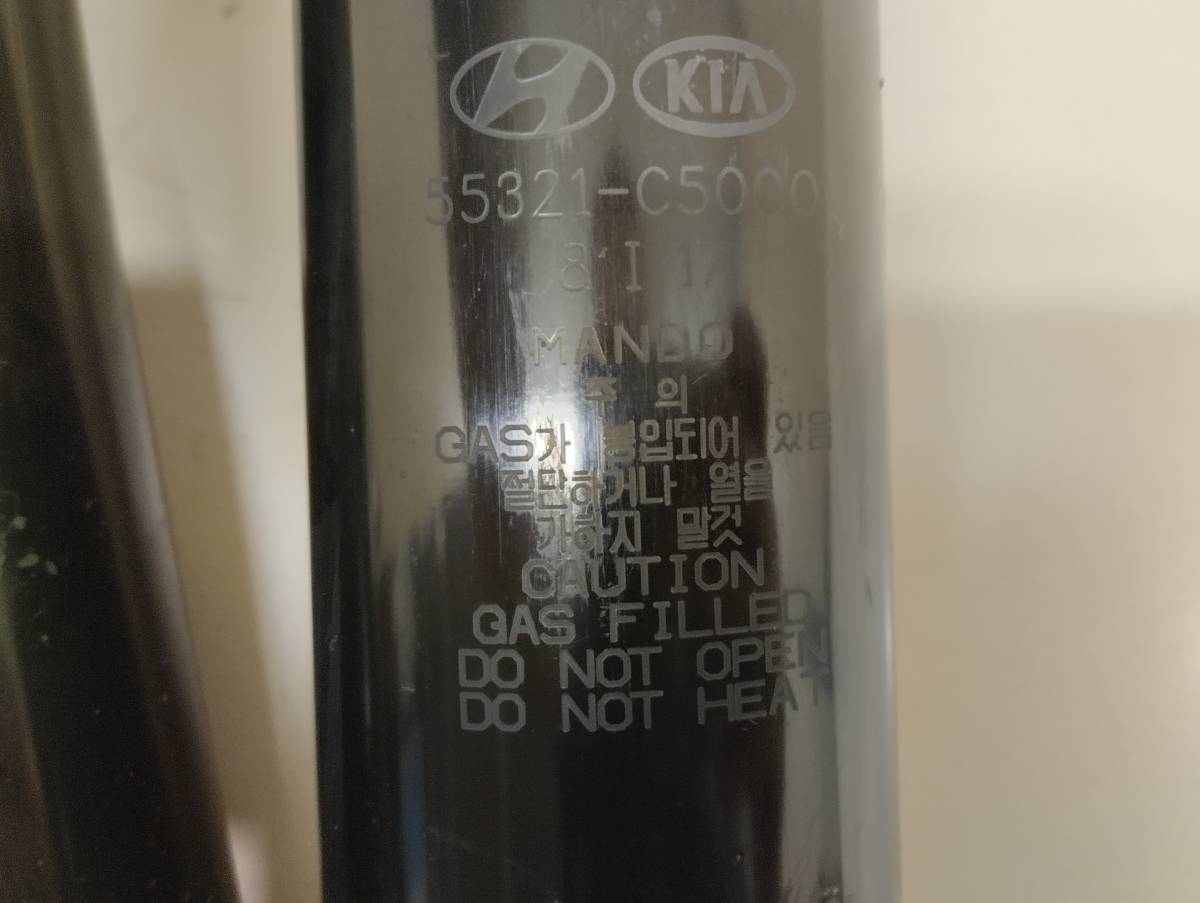 KIA
55321-C5000
MANDO
주 의
GAS가 봉입되어 있음
절단하거나 열을
가하지 말것
CAUTION
GAS FILLED
DO NOT OPEN
DO NOT HEAT